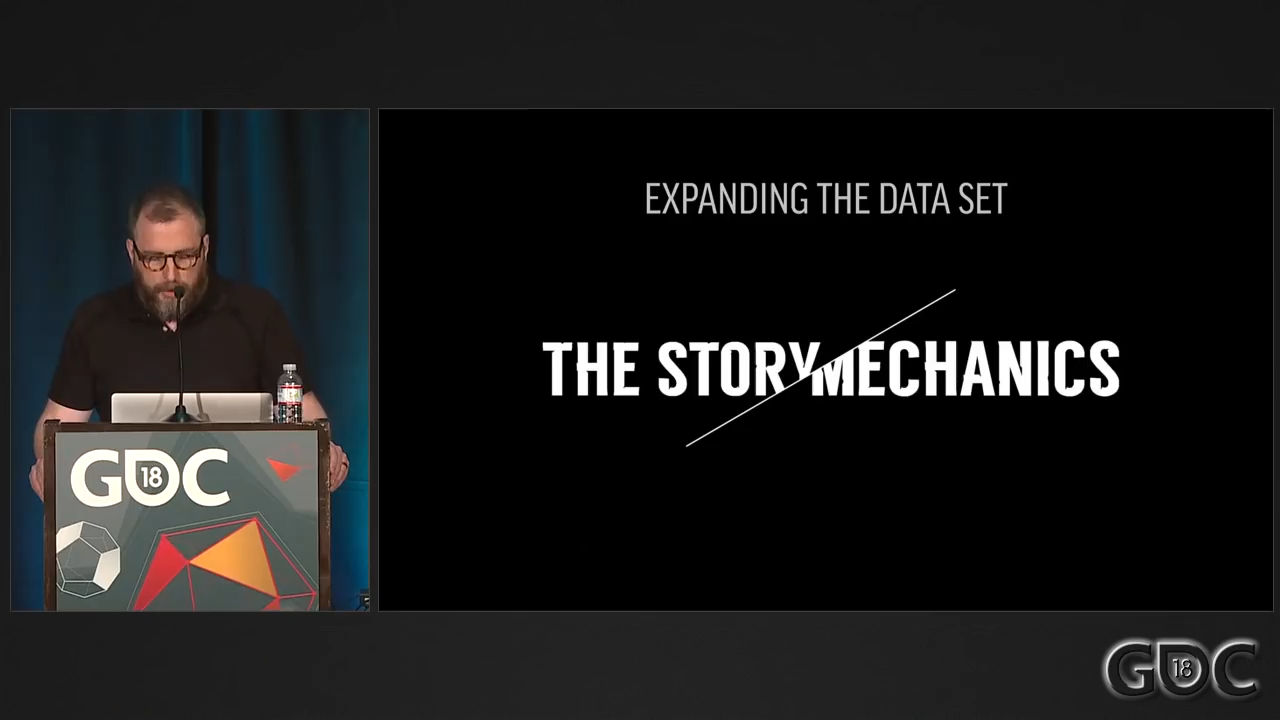 EXPANDING THE DATA SET
THE STORY MECHANICS
GDC
18
GDC
18